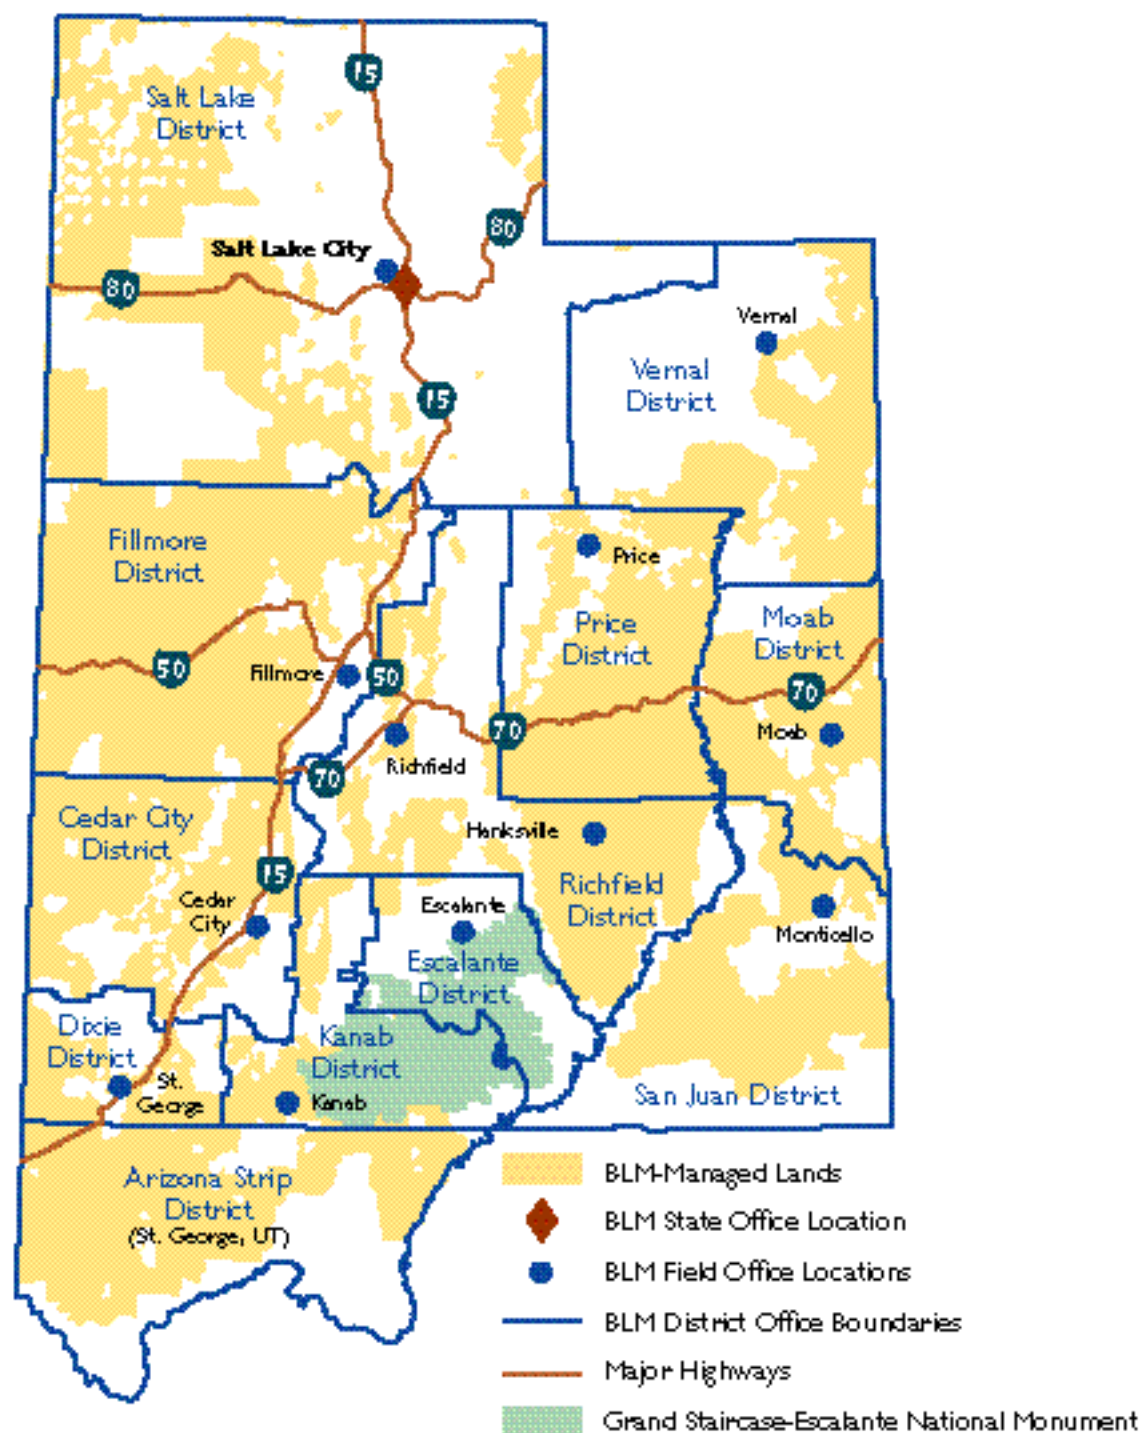 15
Salt Lake
District
80
Salt Lake City
80
Vernal
Vernal
District
15
Fillmore
District
Price
Price
District
Moab
District
50
Fillmore
50
70
70
Moab
Richfield
70
Cedar City
District
Hanksville
15
Richfield
District
Cedar
City
Escalante
Monticello
Escalante
District
Dixie
District
Kanab
District
St.
George
Kanab
San Juan District
Arizona Strip
District
(St. George, UT)
BLM-Managed Lands
BLM State Office Location
BLM Field Office Locations
BLM District Office Boundaries
Major Highways
Grand Staircase-Escalante National Monument